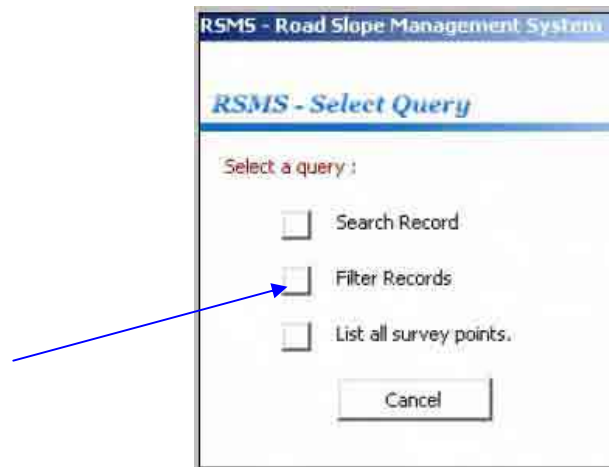 RSMS - Road Slope Management System
RSMS - Select Query
Select a query :
Search Record
Filter Records
List all survey points.
Cancel